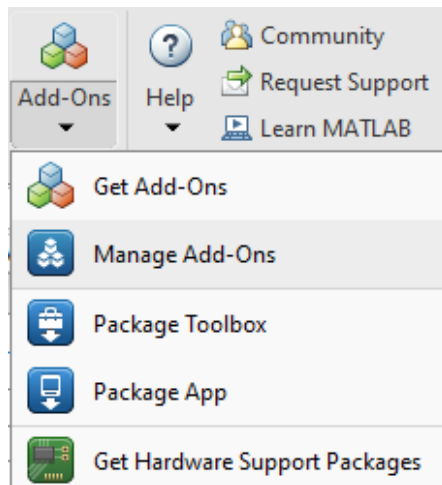 Add-Ons
Help
Community
Request Support
Learn MATLAB
Get Add-Ons
Manage Add-Ons
Package Toolbox
Package App
Get Hardware Support Packages